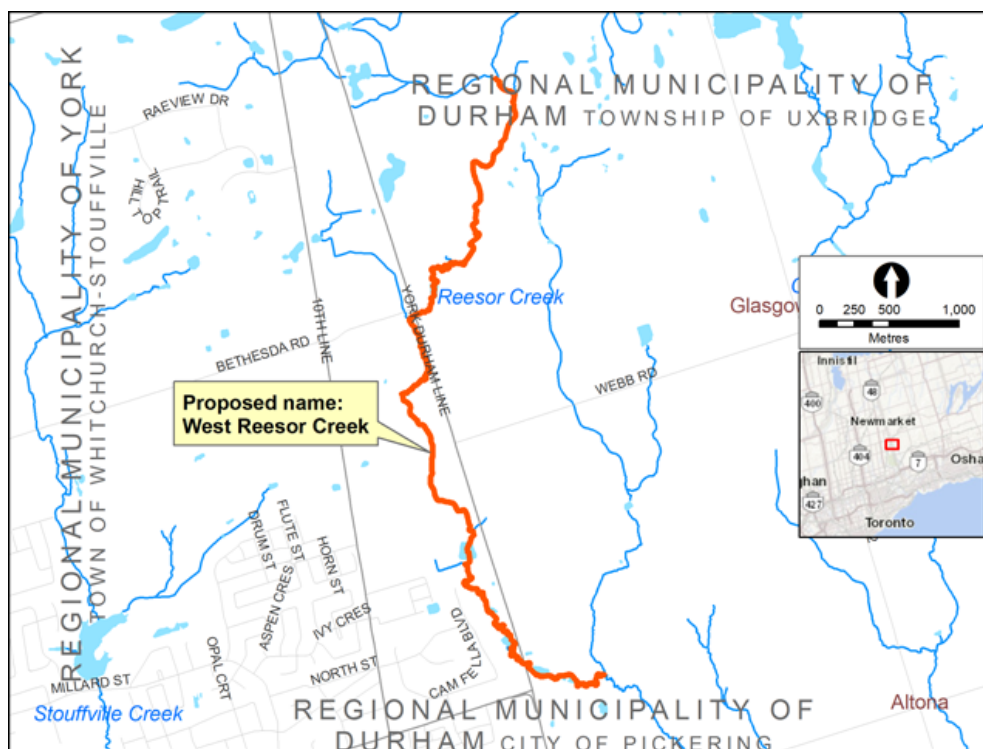 REGIONAL MUNICIPALITY OF YORK
TOWN OF WHITCHURCH-STOUFFVILLE
REGIONAL MUNICIPALITY OF
DURHAM TOWNSHIP OF UXBRIDGE
RAEVIEW DR
HILL TOP TRAIL
Reesor Creek
10TH LINE
YORK DURHAM LINE
BETHESDA RD
WEBB RD
Proposed name:
West Reesor Creek
Glasgow
0 250 500 1,000
Metres
Innisfil
400
48
Newmarket
404
7
Osha
ghan
427
Toronto
DRUM ST
FLUTE ST
HORN ST
ASPEN CRES
IVY CRES
OPAL CRT
NORTH ST
CAM FELLA BLVD
MILLARD ST
Stouffville Creek
REGIONAL MUNICIPALITY OF
DURHAM CITY OF PICKERING
Altona